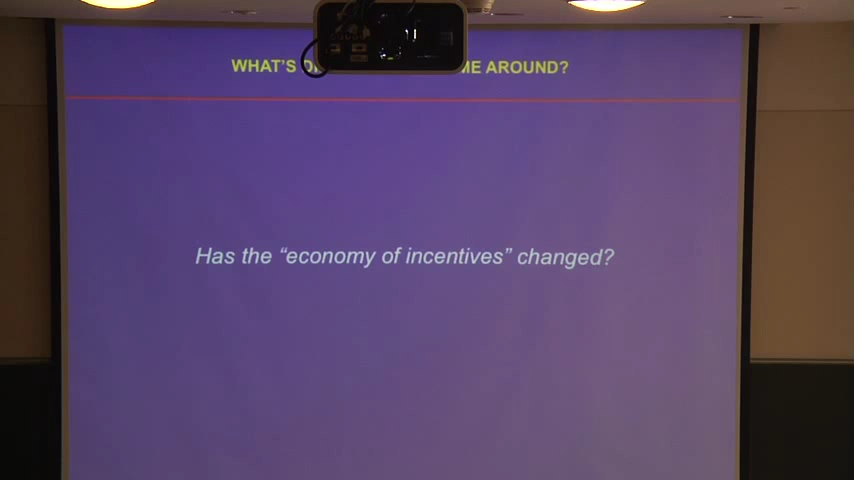 WHAT'S ME AROUND?
Has the “economy of incentives” changed?